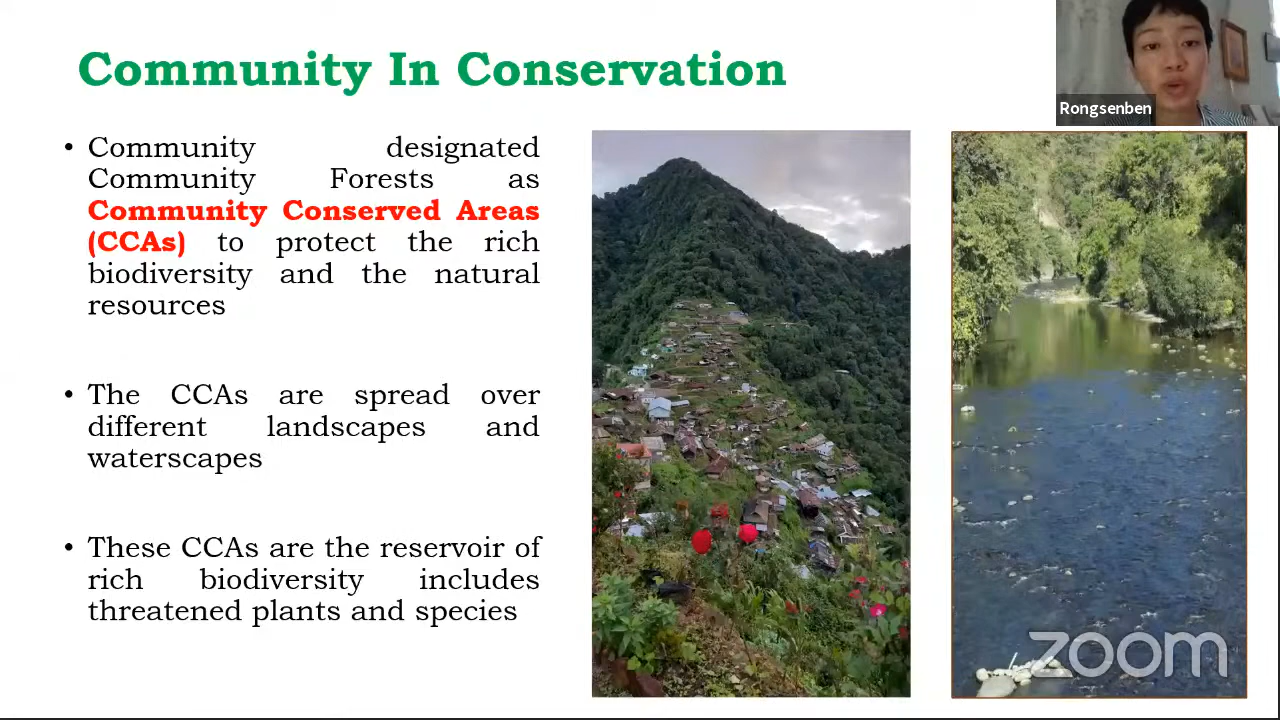 Community In Conservation
Rongsenben
• Community designated
Community Forests as
Community Conserved Areas
(CCAs) to protect the rich
biodiversity and the natural
resources
• The CCAs are spread over
different landscapes and
waterscapes
• These CCAs are the reservoir of
rich biodiversity includes
threatened plants and species
zoom